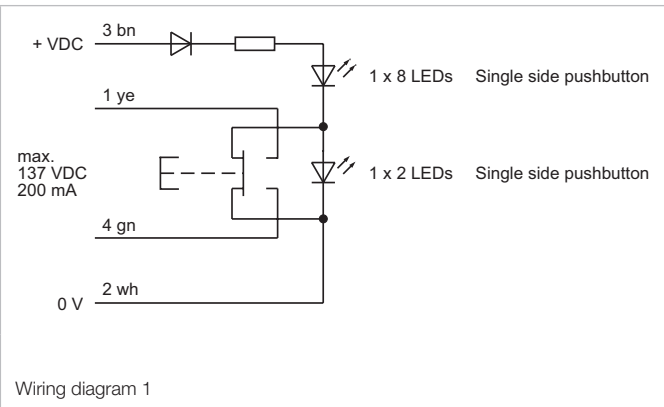 3 bn
+ VDC
1 x 8 LEDs Single side pushbutton
1 ye
max.
137 VDC
200 mA
1 x 2 LEDs Single side pushbutton
4 gn
2 wh
0 V
Wiring diagram 1